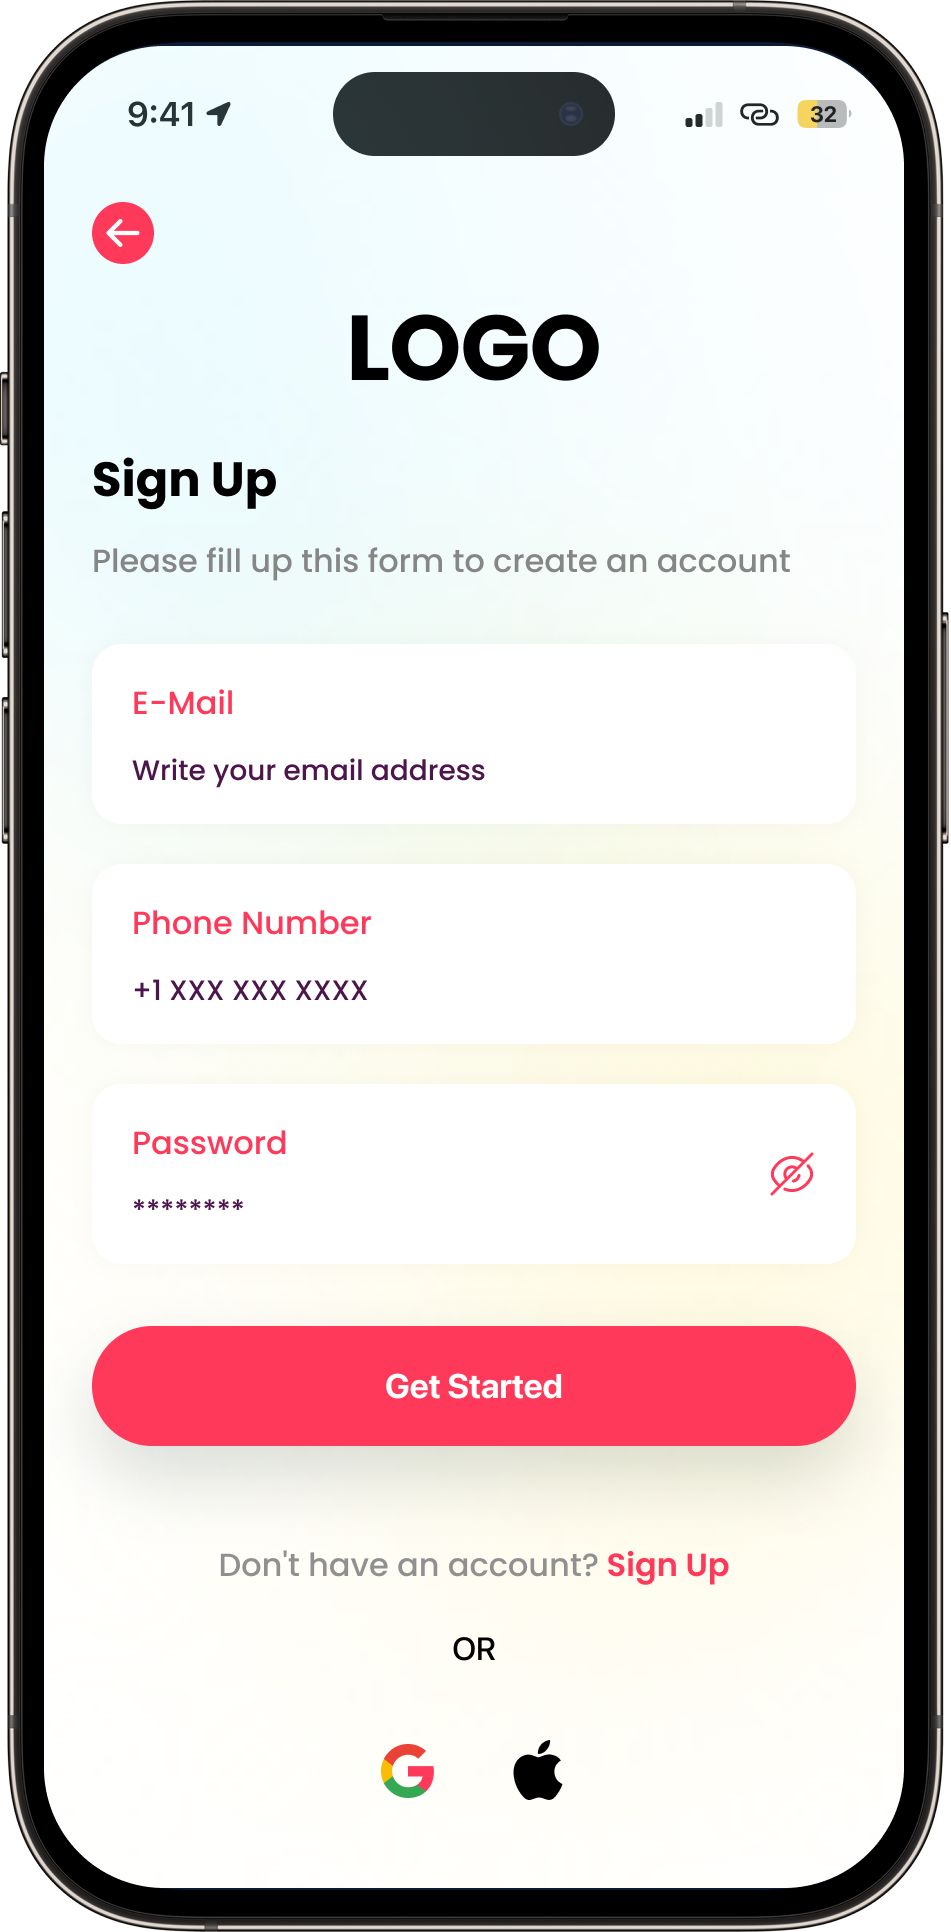 9:41
32
LOGO
Sign Up
Please fill up this form to create an account
E-Mail
Write your email address
Phone Number
+1 XXX XXX XXXX
Password
********
Get Started
Don't have an account? Sign Up
OR